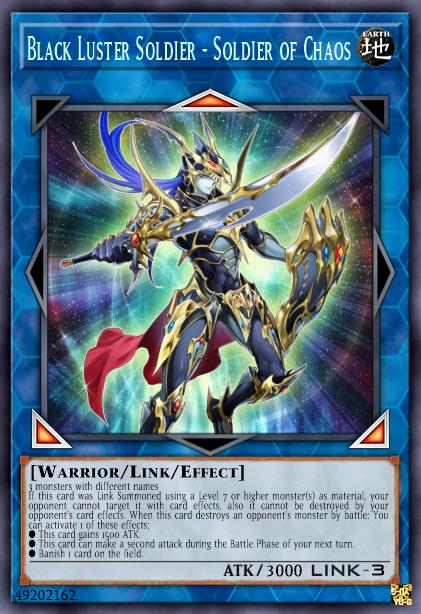 Black Luster Soldier - Soldier of Chaos
EARTH
地
[Warrior/Link/Effect]
3 monsters with different names
If this card was Link Summoned using a Level 7 or higher monster(s) as material, your
opponent cannot target it with card effects, also it cannot be destroyed by your
opponent's card effects. When this card destroys an opponent's monster by battle: You
can activate 1 of these effects;
● This card gains 1500 ATK.
● This card can make a second attack during the Battle Phase of your next turn.
● Banish 1 card on the field.
ATK/3000 LINK-3
49202162